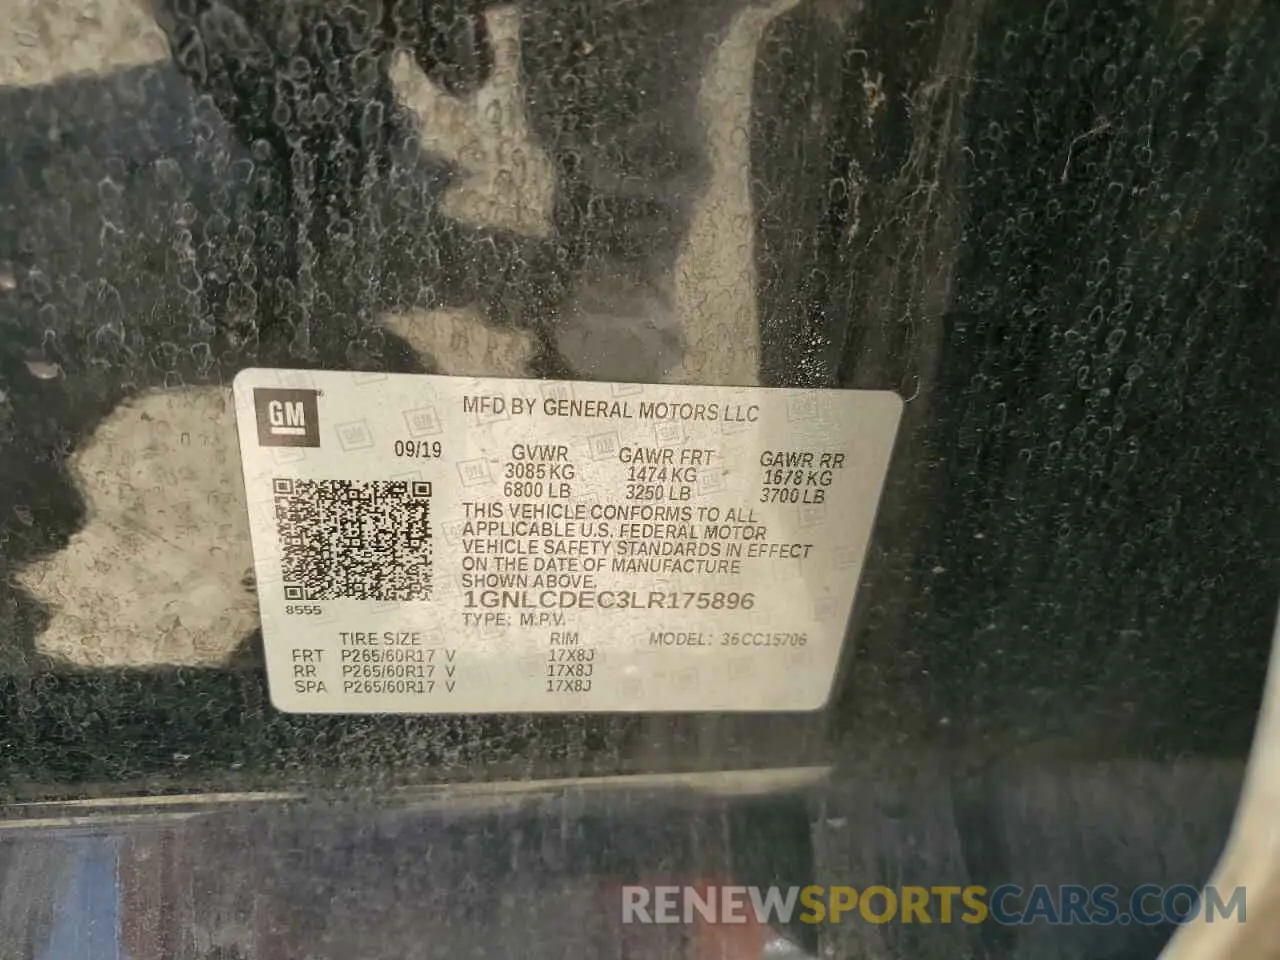 GM
MFD BY GENERAL MOTORS LLC
09/19
GVWR GAWR FRT GAWR RR
3085 KG 1474 KG 1678 KG
6800 LB 3250 LB 3700 LB
THIS VEHICLE CONFORMS TO ALL
APPLICABLE U.S. FEDERAL MOTOR
VEHICLE SAFETY STANDARDS IN EFFECT
ON THE DATE OF MANUFACTURE
SHOWN ABOVE.
8555
1GNLCDEC3LR175896
TYPE: M.P.V.
TIRE SIZE RIM MODEL: 36CC15706
FRT P265/60R17 V 17X8J
RR P265/60R17 V 17X8J
SPA P265/60R17 V 17X8J
RENEWSPORTSCARS.COM